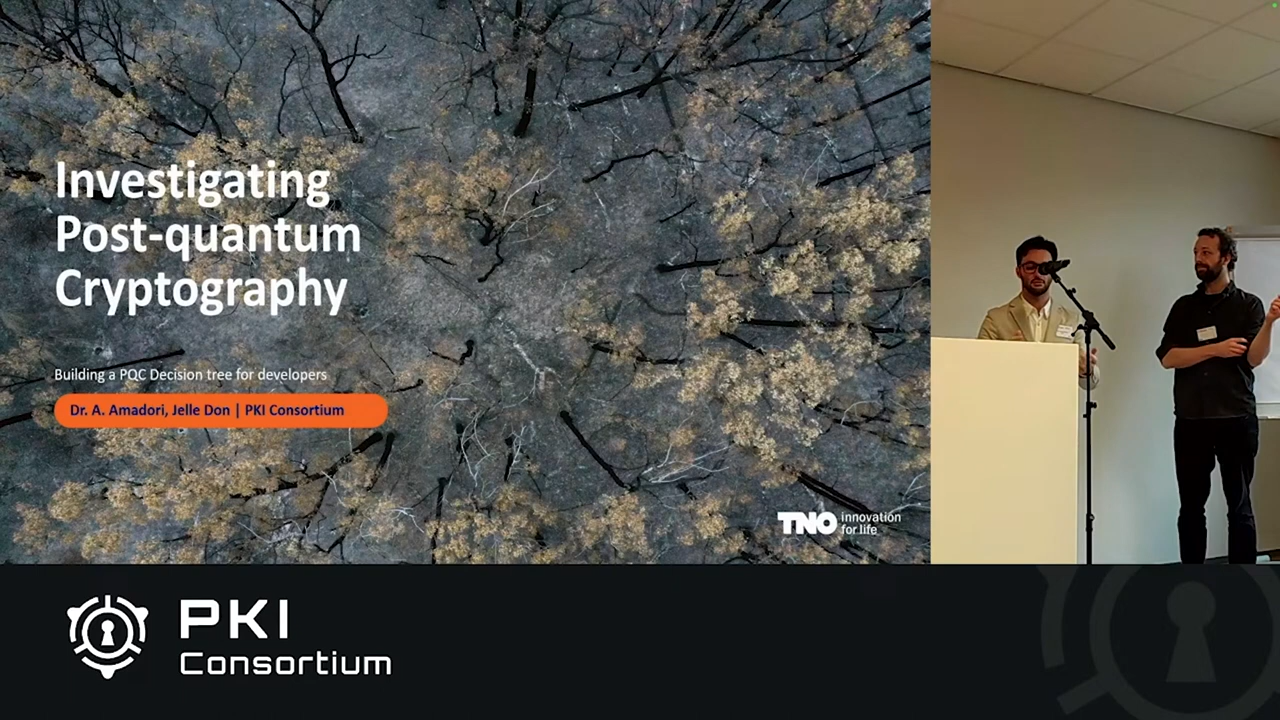 Investigating
Post-quantum
Cryptography
Building a PQC Decision tree for developers
Dr. A. Amadori, Jelle Don | PKI Consortium
TNO innovation
for life
PKI
Consortium